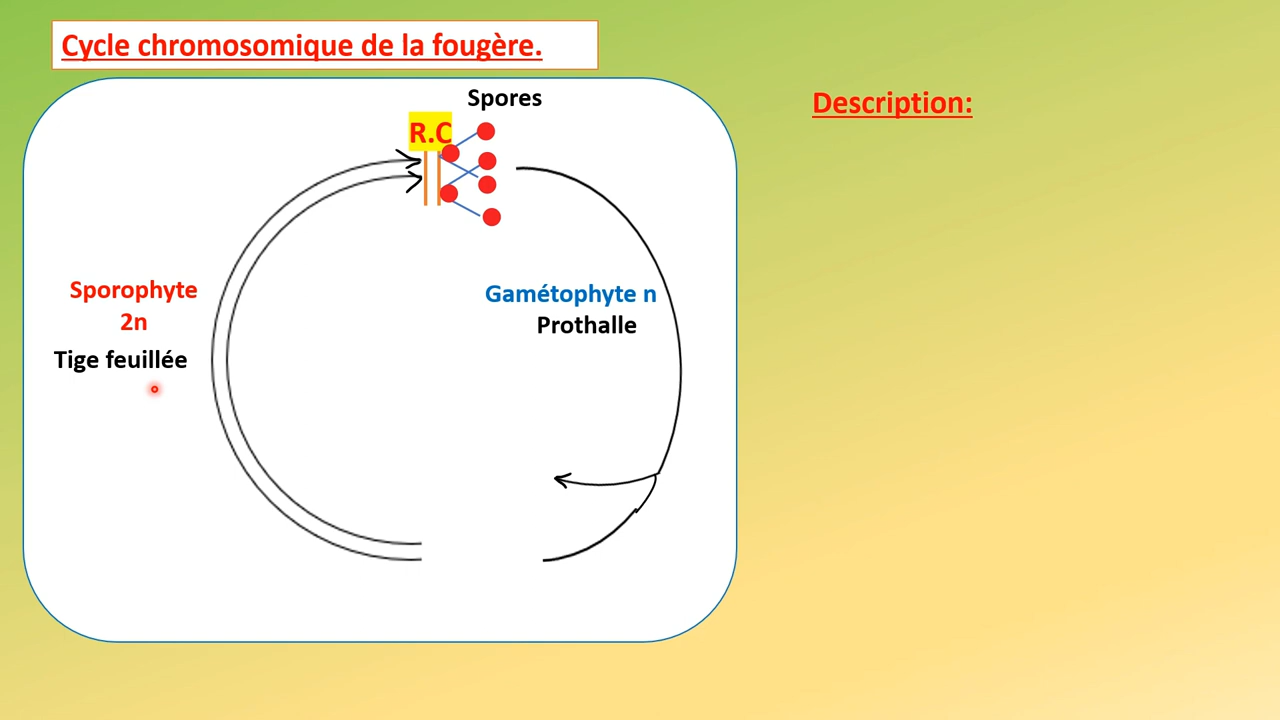 Cycle chromosomique de la fougère.
Spores
R.C
Description:
Sporophyte
2n
Tige feuillée
Gamétophyte n
Prothalle